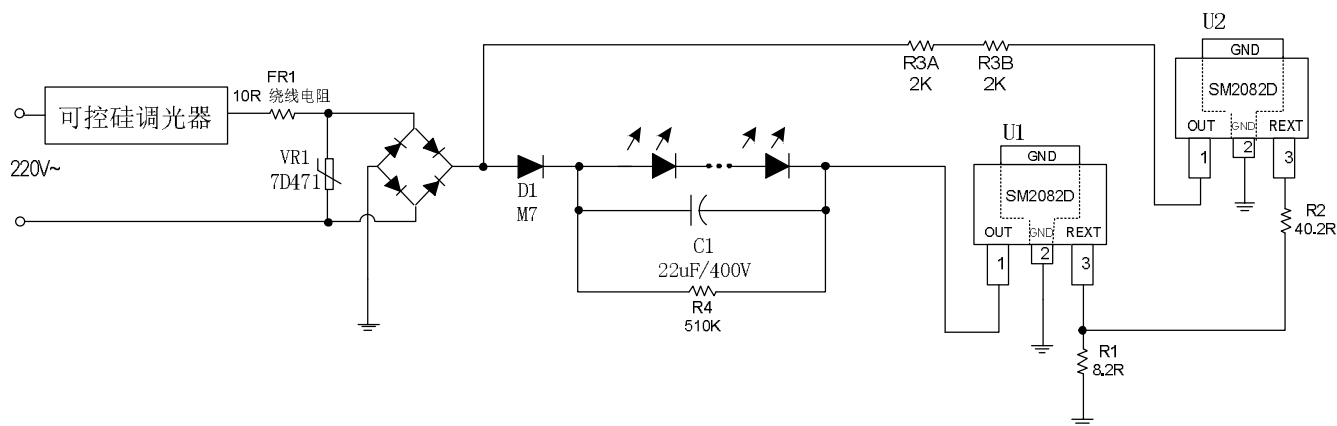 220V~
可控硅调光器
FR1
10R 绕线电阻
VR1
7D471
D1
M7
C1
22uF/400V
R4
510K
R3A
2K
R3B
2K
U1
GND
SM2082D
OUT
GND
REXT
1
2
3
R1
8.2R
U2
GND
SM2082D
OUT
GND
REXT
1
2
3
R2
40.2R